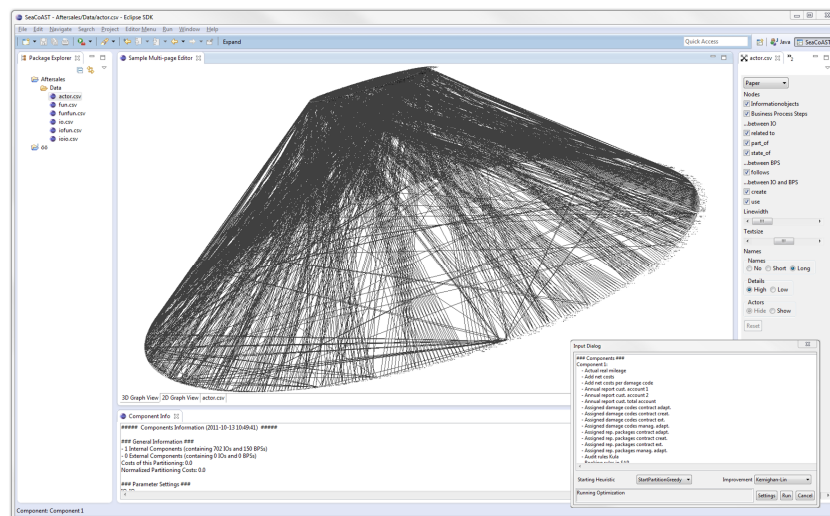 SeaCoAST - Aftersales/Data/actor.csv - Eclipse SDK
File Edit Navigate Search Project Editor Menu Run Window Help
Expand
Quick Access
Java
SeaCoAST
Package Explorer
Aftersales
Data
actor.csv
fun.csv
funfun.csv
io.csv
iofun.csv
ioio.csv
Sample Multi-page Editor
3D Graph View 2D Graph View actor.csv
Component Info
##### Components Information (2011-10-13 10:49:41) #####
### General Information ###
- 1 Internal Components (containing 702 IOs and 150 BPSs)
- 0 External Components (containing 0 IOs and 0 BPSs)
Costs of this Partitioning: 0.0
Normalized Partitioning Costs: 0.0
### Parameter Settings ###
actor.csv
Paper
Nodes
Informationobjects
Business Process Steps
...between IO
related to
part_of
state_of
...between BPS
follows
...between IO and BPS
create
use
Linewidth
Textsize
Names
Names
No Short Long
Details
High Low
Actors
Hide Show
Reset
Input Dialog
### Components ###
Component 1:
- Actual real mileage
- Add net costs
- Add net costs per damage code
- Annual report cust. account 1
- Annual report cust. account 2
- Annual report cust. total account
- Assigned damage codes contract adapt.
- Assigned damage codes contract creat.
- Assigned damage codes contract est.
- Assigned damage codes manag. adapt.
- Assigned rep. packages contract adapt.
- Assigned rep. packages contract creat.
- Assigned rep. packages contract est.
- Assigned rep. packages manag. adapt.
- Audit rules Kula
Starting Heuristic StartPartitionGreedy Improvement Kernighan-Lin
Running Optimization
Settings Run Cancel
Component: Component 1